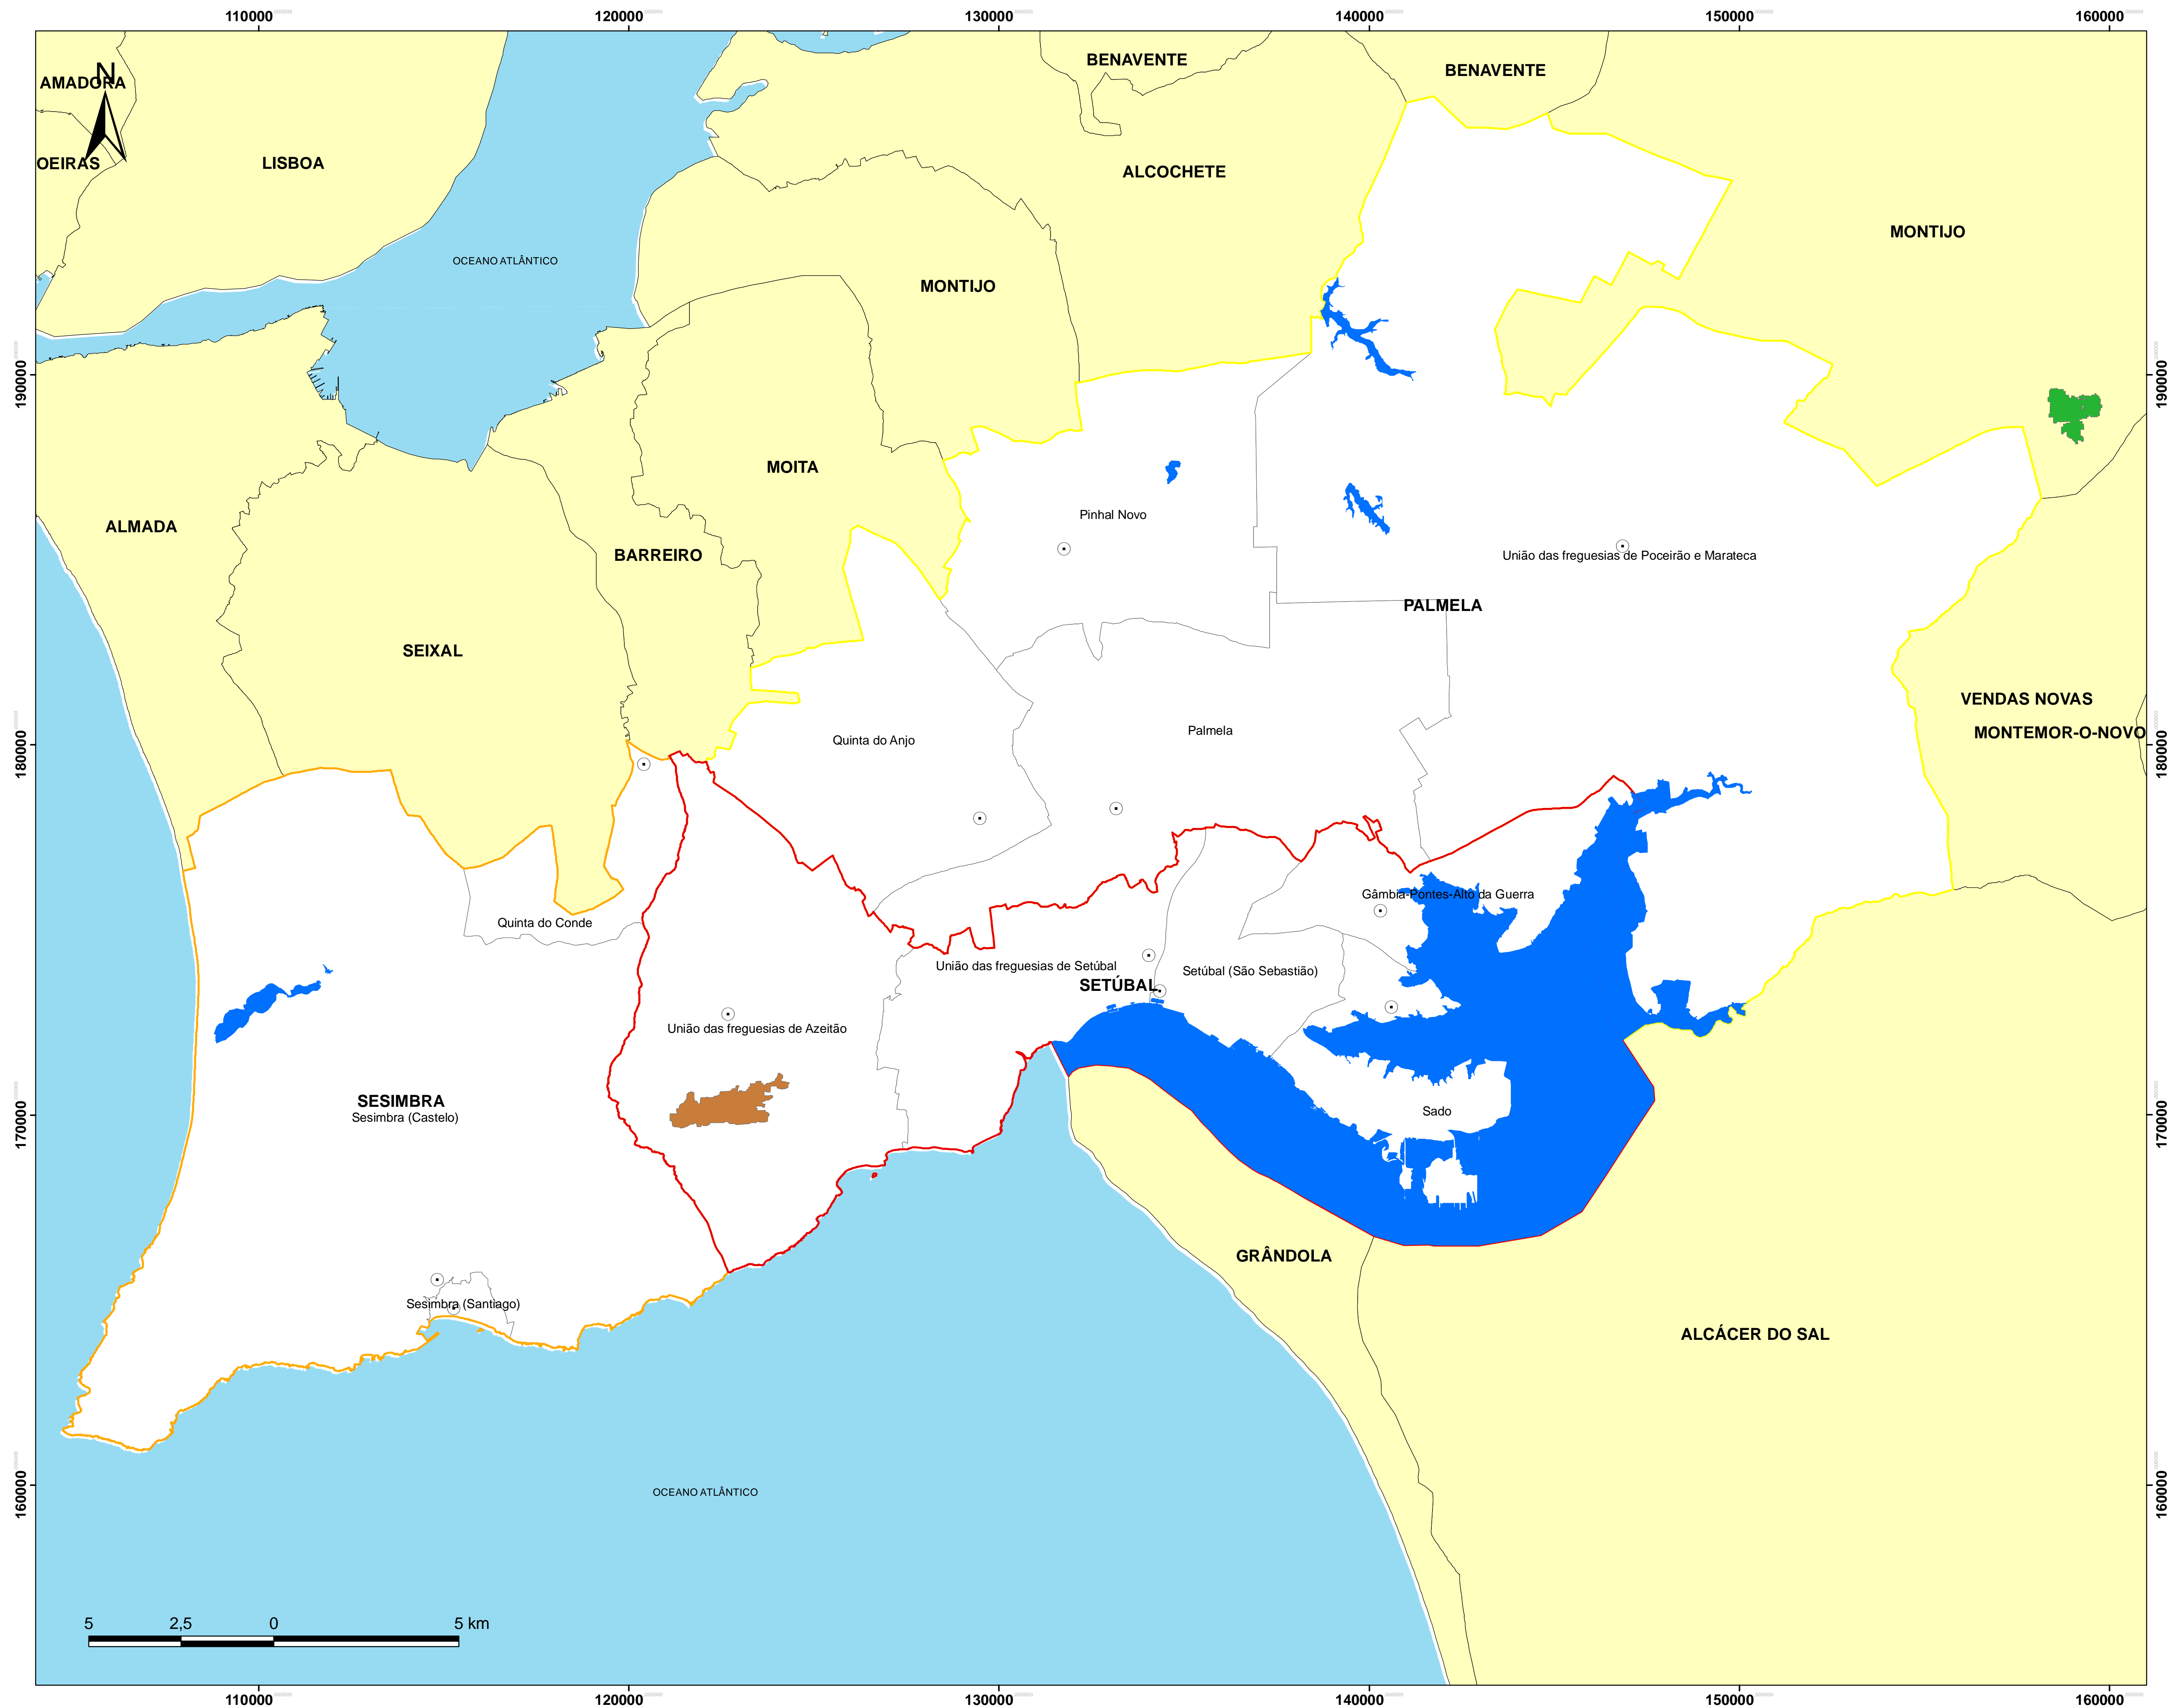 110000 120000 130000 140000 150000 160000
N
AMADORA
BENAVENTE
BENAVENTE
OEIRAS
LISBOA
ALCOCHETE
MONTIJO
OCEANO ATLÂNTICO
MONTIJO
190000
190000
MOITA
Pinhal Novo
ALMADA
BARREIRO
União das freguesias de Poceirão e Marateca
PALMELA
SEIXAL
VENDAS NOVAS
MONTEMOR-O-NOVO
Quinta do Anjo
Palmela
180000
180000
Gâmbia-Pontes-Alto da Guerra
Quinta do Conde
União das freguesias de Setúbal
Setúbal (São Sebastião)
SETÚBAL
União das freguesias de Azeitão
SESIMBRA
Sesimbra (Castelo)
Sado
170000
170000
GRÂNDOLA
Sesimbra (Santiago)
ALCÁCER DO SAL
160000
160000
OCEANO ATLÂNTICO
5 2,5 0 5 km
110000 120000 130000 140000 150000 160000